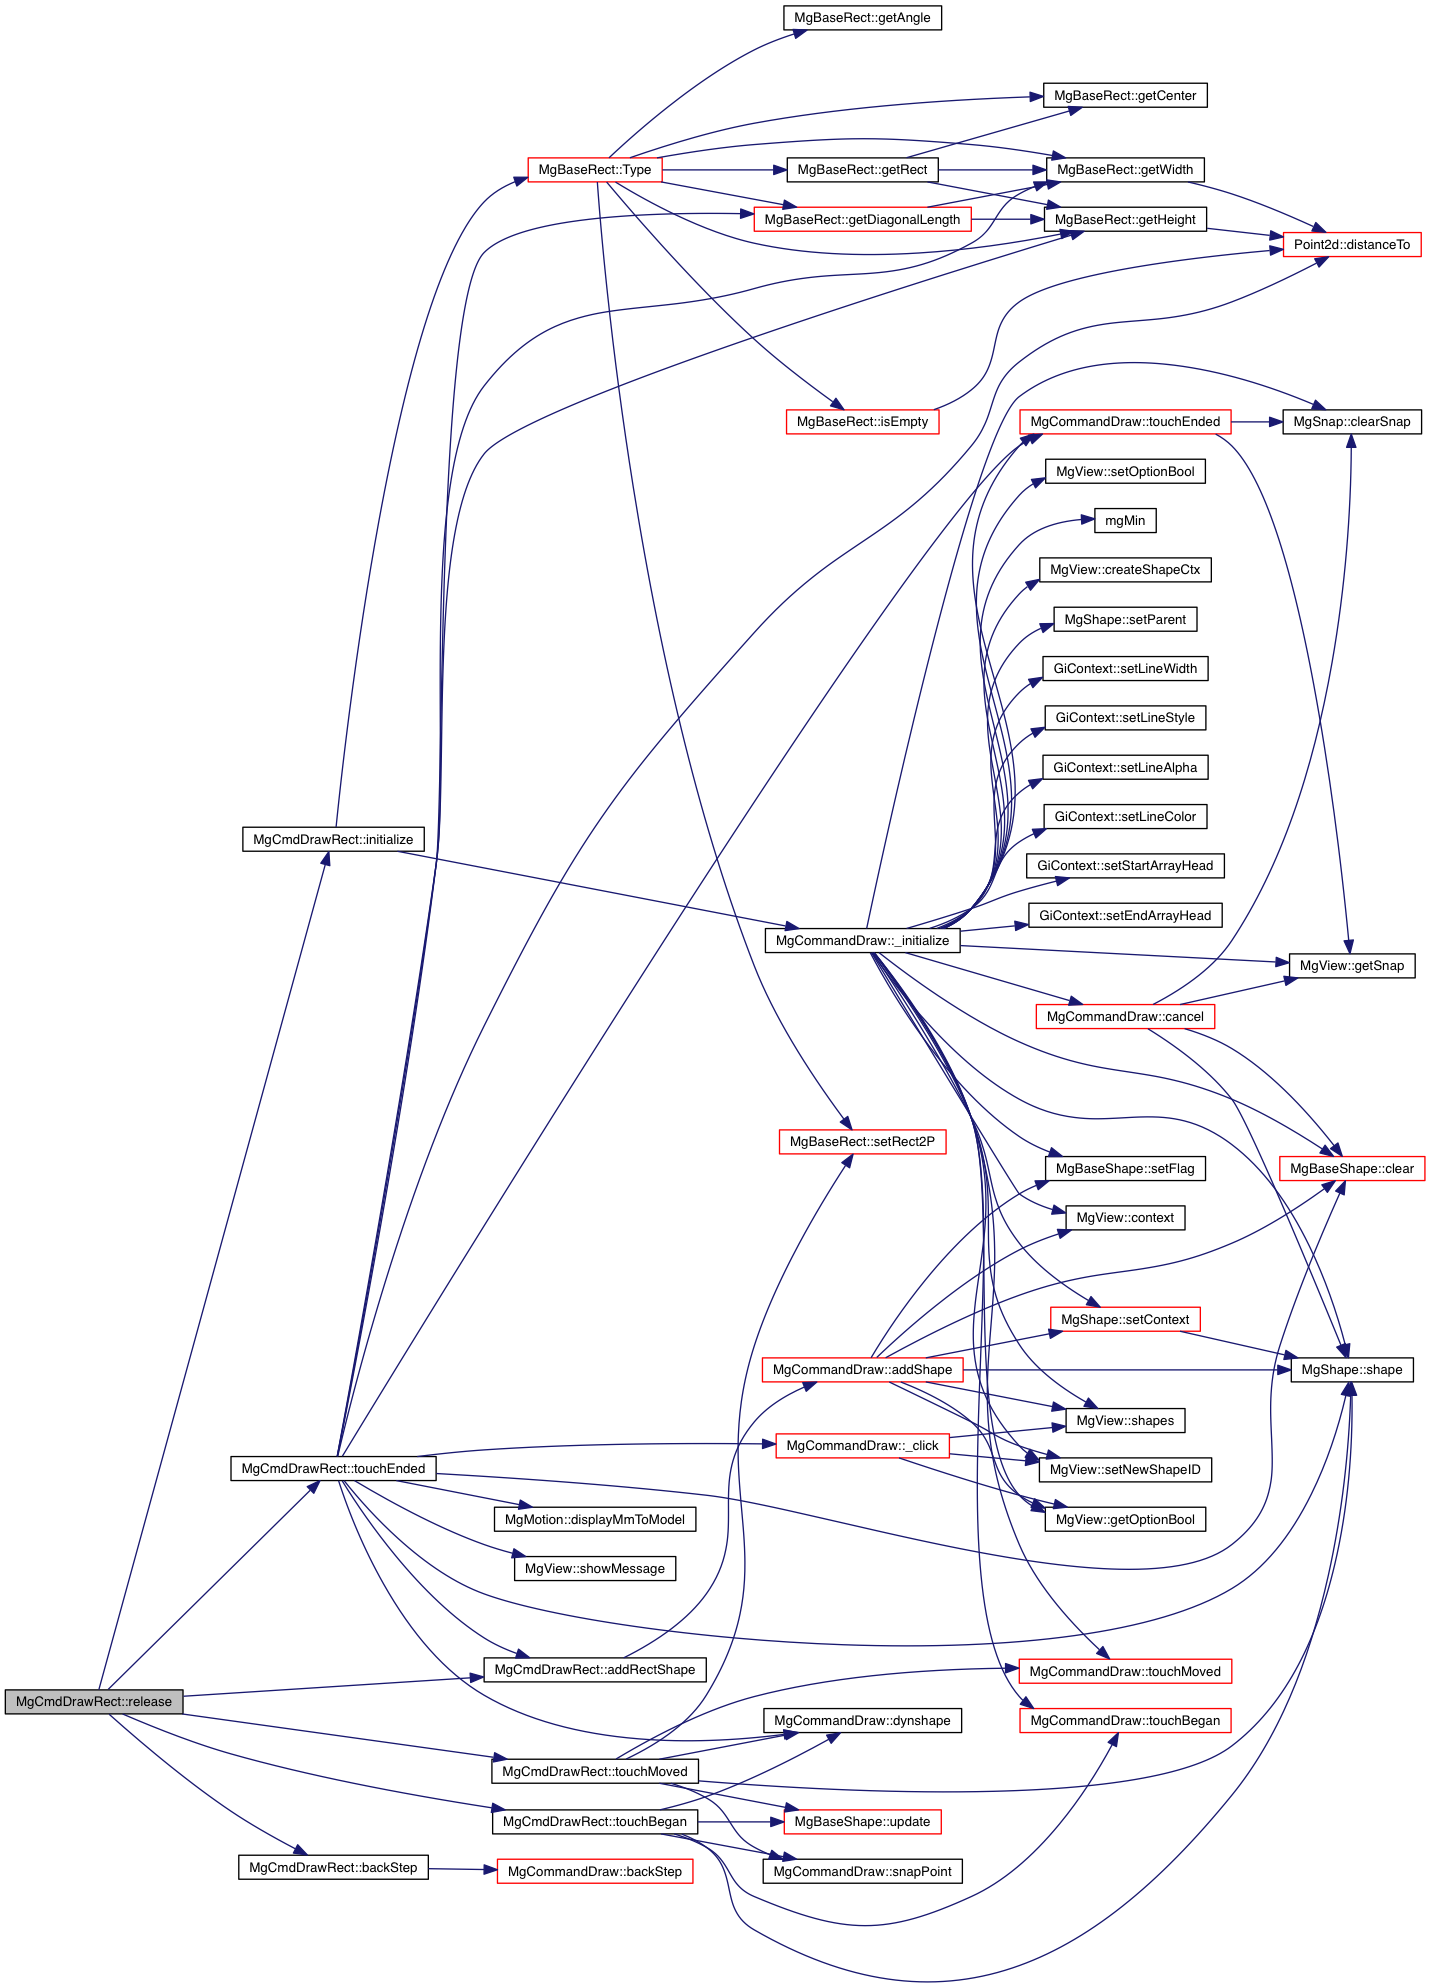 MgBaseRect::getAngle
MgBaseRect::getCenter
MgBaseRect::Type
MgBaseRect::getRect
MgBaseRect::getWidth
MgBaseRect::getDiagonalLength
MgBaseRect::getHeight
Point2d::distanceTo
MgBaseRect::isEmpty
MgCommandDraw::touchEnded
MgSnap::clearSnap
MgView::setOptionBool
mgMin
MgView::createShapeCtx
MgShape::setParent
GiContext::setLineWidth
GiContext::setLineStyle
GiContext::setLineAlpha
GiContext::setLineColor
MgCmdDrawRect::initialize
GiContext::setStartArrayHead
GiContext::setEndArrayHead
MgCommandDraw::_initialize
MgView::getSnap
MgCommandDraw::cancel
MgBaseRect::setRect2P
MgBaseShape::setFlag
MgBaseShape::clear
MgView::context
MgShape::setContext
MgCommandDraw::addShape
MgShape::shape
MgView::shapes
MgCommandDraw::_click
MgCmdDrawRect::touchEnded
MgView::setNewShapeID
MgMotion::displayMmToModel
MgView::getOptionBool
MgView::showMessage
MgCmdDrawRect::addRectShape
MgCommandDraw::touchMoved
MgCmdDrawRect::release
MgCommandDraw::dynshape
MgCommandDraw::touchBegan
MgCmdDrawRect::touchMoved
MgCmdDrawRect::touchBegan
MgBaseShape::update
MgCmdDrawRect::backStep
MgCommandDraw::backStep
MgCommandDraw::snapPoint